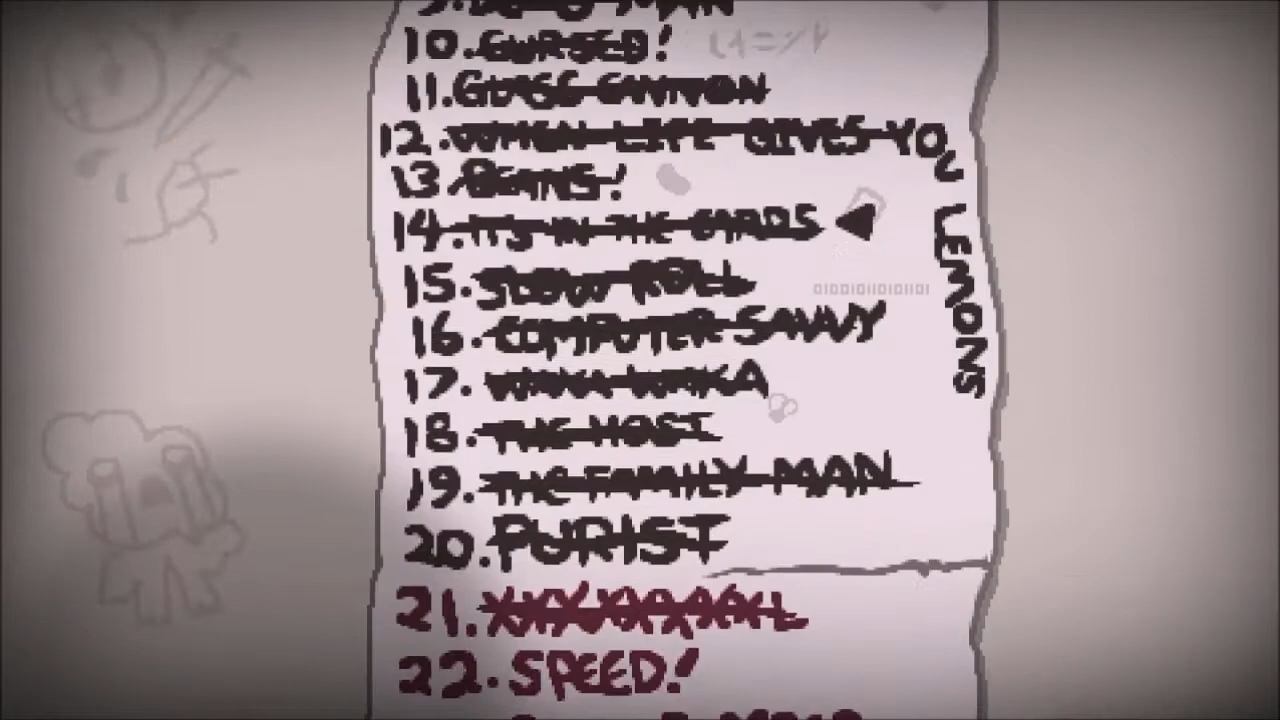 10. CURSED!
11. GLASS CANNON
12. WHEN LIFE GIVES YOU LEMONS
13. BEANS!
14. ITS IN THE CARDS
15. SLOW ROLL
16. COMPUTER SAVVY
17. WAKA WAKA
18. THE HOST
19. THE FAMILY MAN
20. PURIST
21.
22. SPEED!